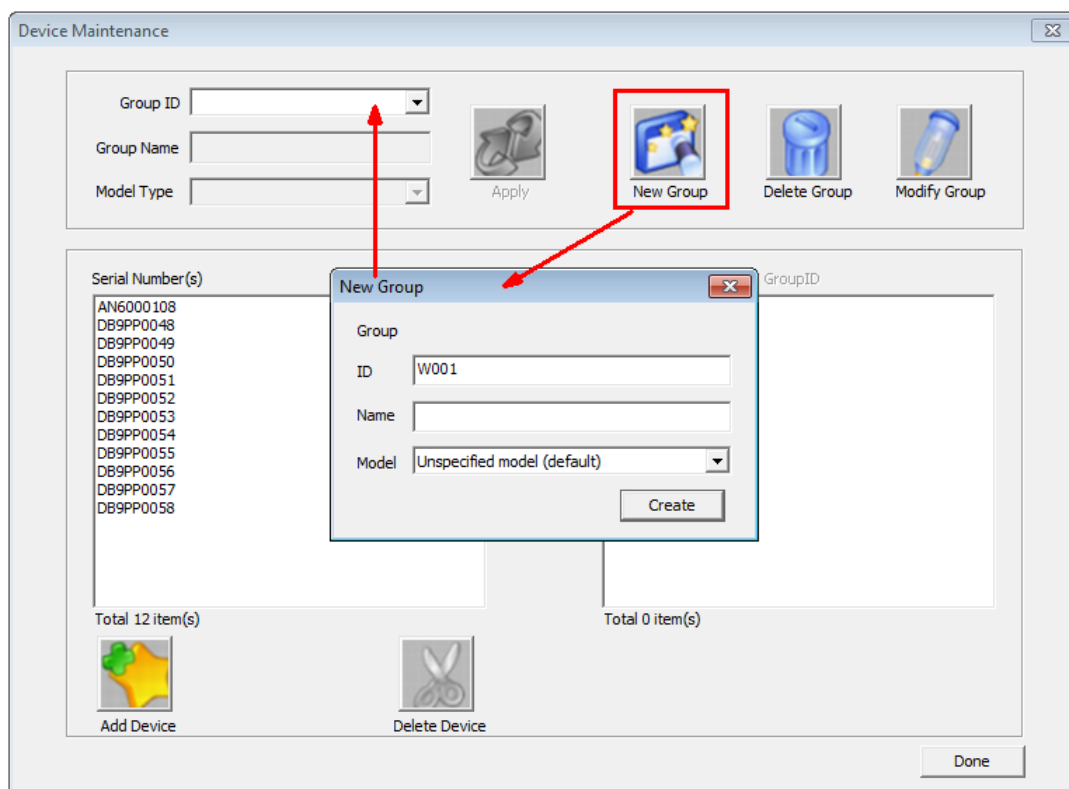 Device Maintenance
Group ID
Group Name
Model Type
Apply
New Group
Delete Group
Modify Group
Serial Number(s)
GroupID
AN6000108
DB9PP0048
DB9PP0049
DB9PP0050
DB9PP0051
DB9PP0052
DB9PP0053
DB9PP0054
DB9PP0055
DB9PP0056
DB9PP0057
DB9PP0058
New Group
Group
ID W001
Name
Model Unspecified model (default)
Create
Total 12 item(s)
Total 0 item(s)
Add Device
Delete Device
Done